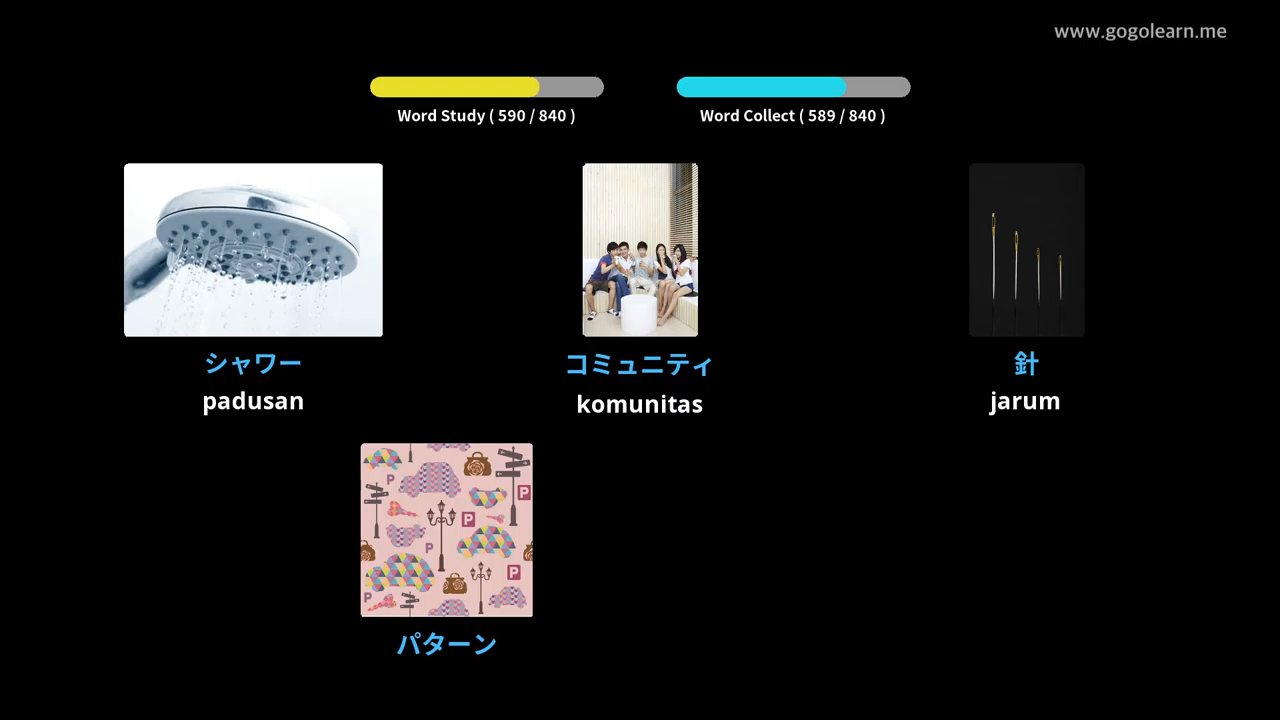 www.gogolearn.me
Word Study ( 590 / 840 )
Word Collect ( 589 / 840 )
シャワー
padusan
コミュニティ
komunitas
針
jarum
P
P
P
P
P
P
パターン